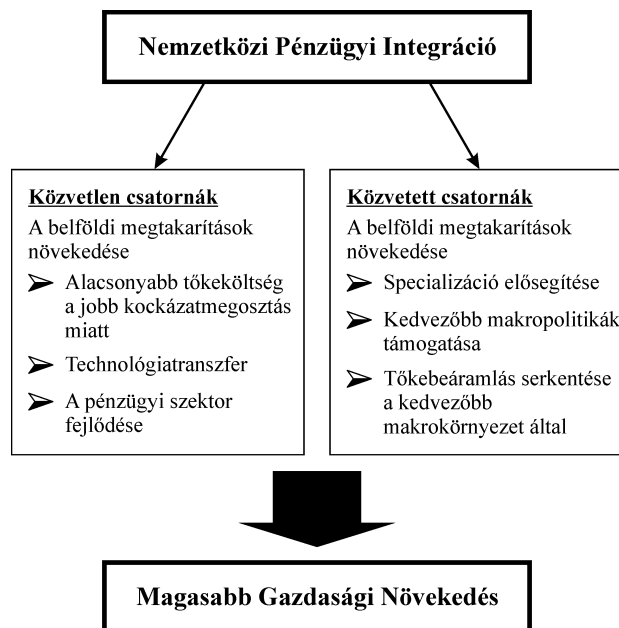 Nemzetközi Pénzügyi Integráció
Közvetlen csatornák
A belföldi megtakarítások
növekedése
Alacsonyabb tőkeköltség
a jobb kockázatmegosztás
miatt
Technológiatranszfer
A pénzügyi szektor
fejlődése
Közvetett csatornák
A belföldi megtakarítások
növekedése
Specializáció elősegítése
Kedvezőbb makropolitikák
támogatása
Tőkebeáramlás serkentése
a kedvezőbb
makrokörnyezet által
Magasabb Gazdasági Növekedés